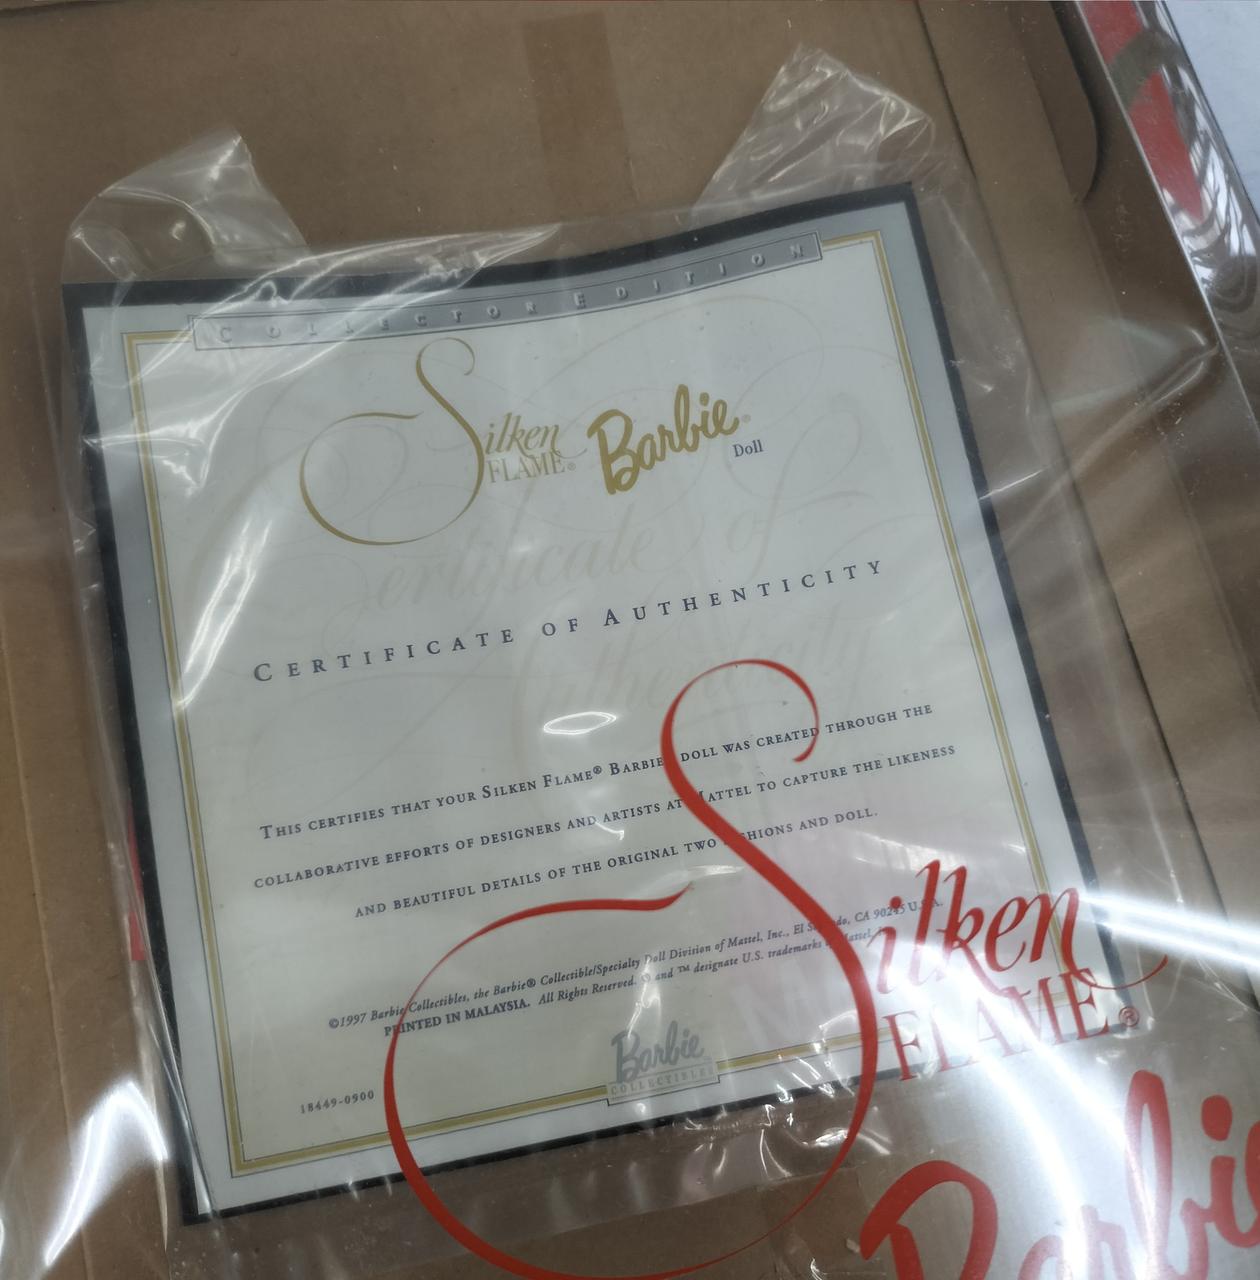 COLLECTOR EDITION
Silken
FLAME® Barbie®
Doll
Certificate of
CERTIFICATE OF AUTHENTICITY
Authenticity
THIS CERTIFIES THAT YOUR SILKEN FLAME® BARBIE DOLL WAS CREATED THROUGH THE
COLLABORATIVE EFFORTS OF DESIGNERS AND ARTISTS AT MATTEL TO CAPTURE THE LIKENESS
AND BEAUTIFUL DETAILS OF THE ORIGINAL TWO FASHIONS AND DOLL.
©1997 Barbie Collectibles, the Barbie® Collectible/Specialty Doll Division of Mattel, Inc., El Segundo, CA 90245 U.S.A.
PRINTED IN MALAYSIA. All Rights Reserved. ® and ™ designate U.S. trademarks of Mattel,
Barbie
COLLECTIBLES
18449-0900
Silken
FLAME®
Barbie